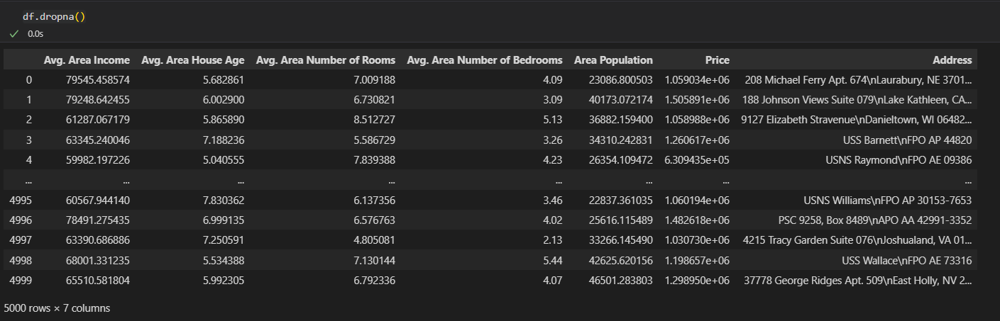 df.dropna()
✓ 0.0s
Avg. Area Income Avg. Area House Age Avg. Area Number of Rooms Avg. Area Number of Bedrooms Area Population Price Address
0 79545.458574 5.682861 7.009188 4.09 23086.800503 1.059034e+06 208 Michael Ferry Apt. 674\nLaurabury, NE 3701...
1 79248.642455 6.002900 6.730821 3.09 40173.072174 1.505891e+06 188 Johnson Views Suite 079\nLake Kathleen, CA...
2 61287.067179 5.865890 8.512727 5.13 36882.159400 1.058988e+06 9127 Elizabeth Stravenue\nDanieltown, WI 06482...
3 63345.240046 7.188236 5.586729 3.26 34310.242831 1.260617e+06 USS Barnett\nFPO AP 44820
4 59982.197226 5.040555 7.839388 4.23 26354.109472 6.309435e+05 USNS Raymond\nFPO AE 09386
... ... ... ... ... ... ... ...
4995 60567.944140 7.830362 6.137356 3.46 22837.361035 1.060194e+06 USNS Williams\nFPO AP 30153-7653
4996 78491.275435 6.999135 6.576763 4.02 25616.115489 1.482618e+06 PSC 9258, Box 8489\nAPO AA 42991-3352
4997 63390.686886 7.250591 4.805081 2.13 33266.145490 1.030730e+06 4215 Tracy Garden Suite 076\nJoshualand, VA 01...
4998 68001.331235 5.534388 7.130144 5.44 42625.620156 1.198657e+06 USS Wallace\nFPO AE 73316
4999 65510.581804 5.992305 6.792336 4.07 46501.283803 1.298950e+06 37778 George Ridges Apt. 509\nEast Holly, NV 2...
5000 rows × 7 columns